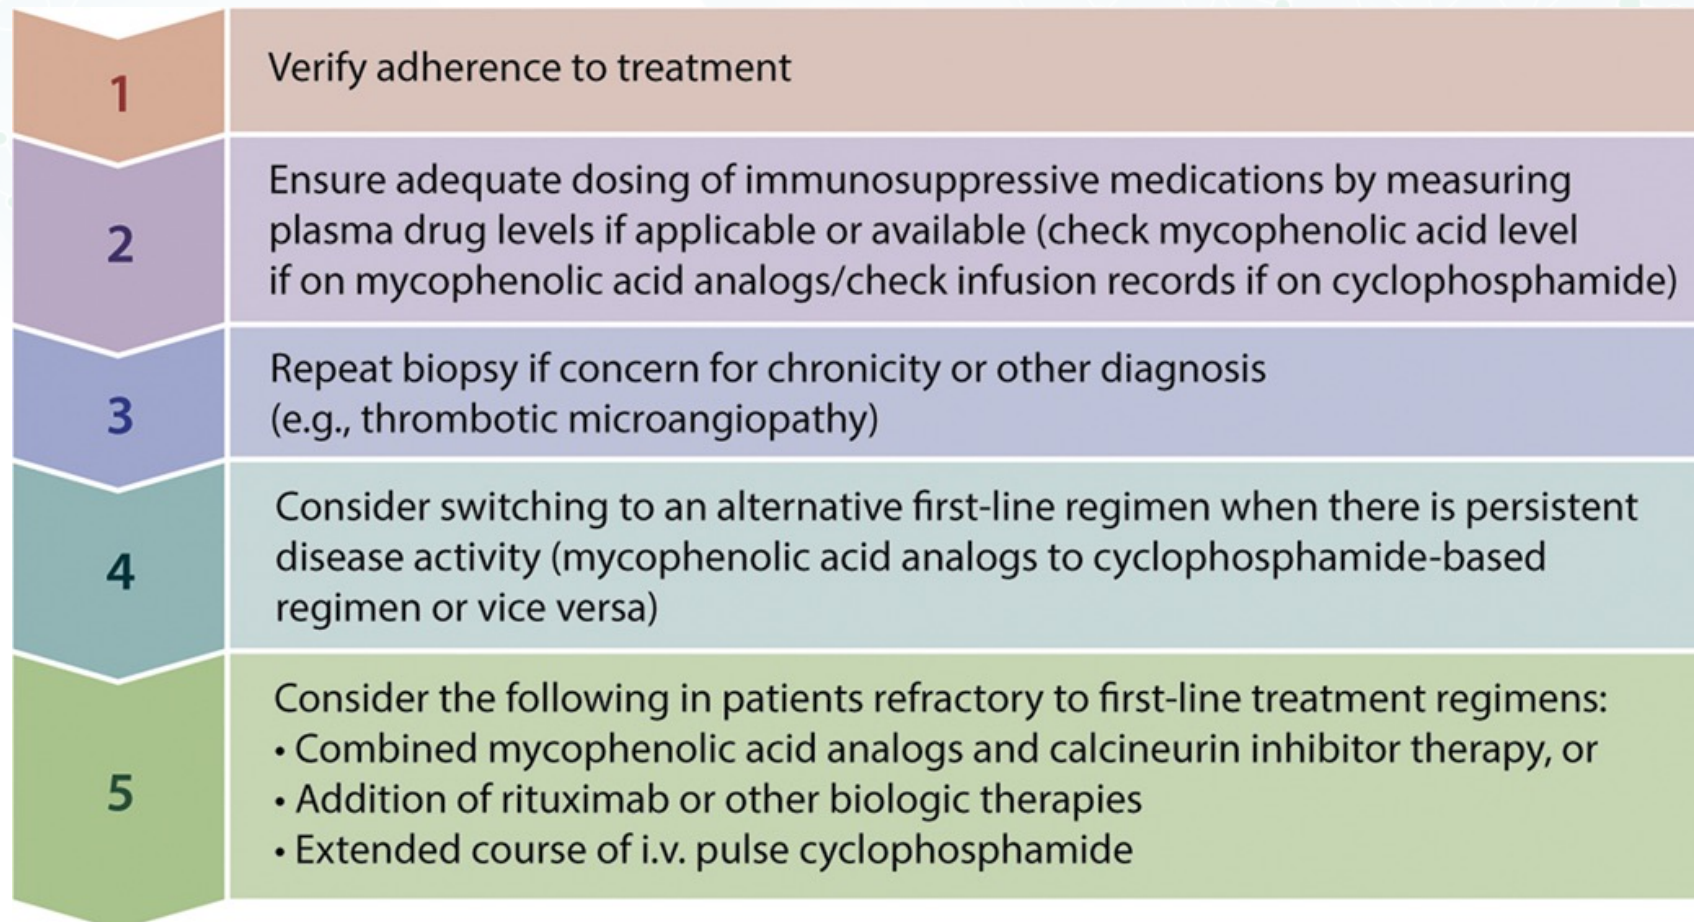 1
Verify adherence to treatment
2
Ensure adequate dosing of immunosuppressive medications by measuring
plasma drug levels if applicable or available (check mycophenolic acid level
if on mycophenolic acid analogs/check infusion records if on cyclophosphamide)
3
Repeat biopsy if concern for chronicity or other diagnosis
(e.g., thrombotic microangiopathy)
4
Consider switching to an alternative first-line regimen when there is persistent
disease activity (mycophenolic acid analogs to cyclophosphamide-based
regimen or vice versa)
5
Consider the following in patients refractory to first-line treatment regimens:
• Combined mycophenolic acid analogs and calcineurin inhibitor therapy, or
• Addition of rituximab or other biologic therapies
• Extended course of i.v. pulse cyclophosphamide